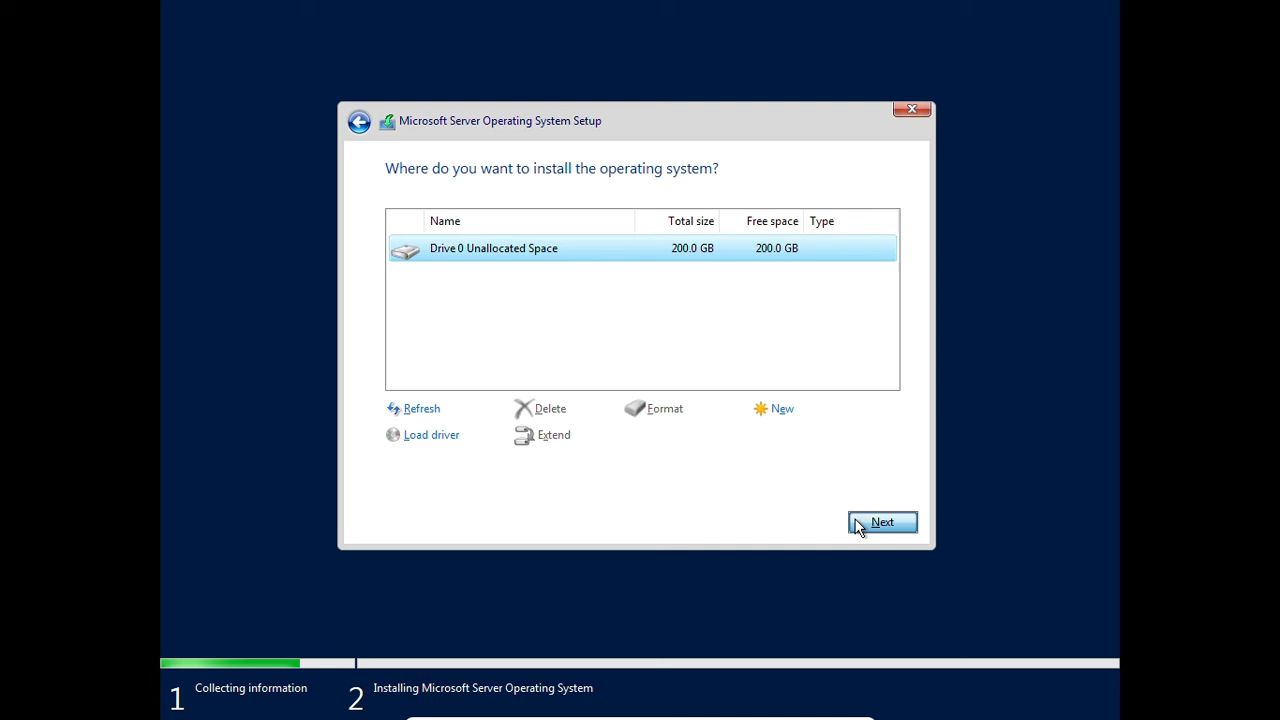 Microsoft Server Operating System Setup
Where do you want to install the operating system?
Name Total size Free space Type
Drive 0 Unallocated Space 200.0 GB 200.0 GB
Refresh Delete Format New
Load driver Extend
Next
1 Collecting information 2 Installing Microsoft Server Operating System